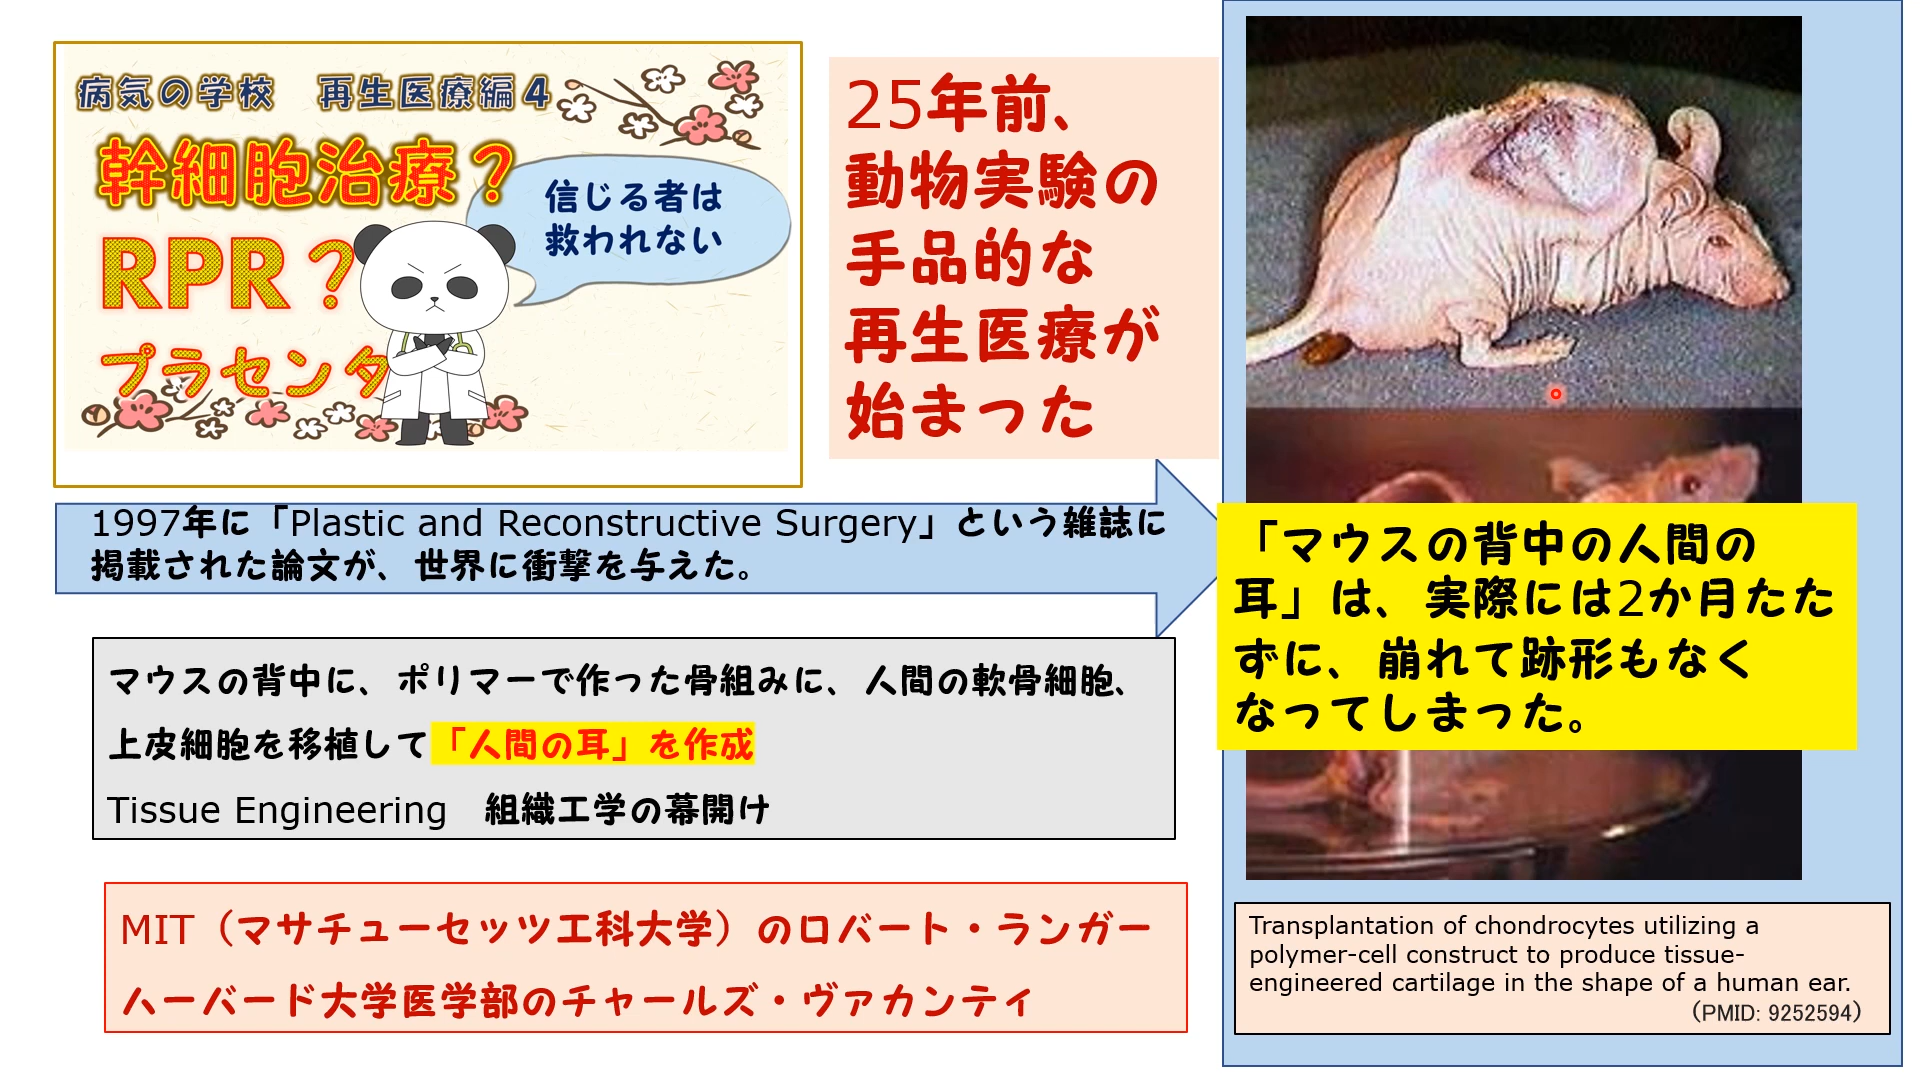 病気の学校　再生医療編４
幹細胞治療？
RPR？
プラセンタ
信じる者は
救われない
25年前、
動物実験の
手品的な
再生医療が
始まった
1997年に「Plastic and Reconstructive Surgery」という雑誌に
掲載された論文が、世界に衝撃を与えた。
マウスの背中に、ポリマーで作った骨組みに、人間の軟骨細胞、
上皮細胞を移植して「人間の耳」を作成
Tissue Engineering　組織工学の幕開け
MIT（マサチューセッツ工科大学）のロバート・ランガー
ハーバード大学医学部のチャールズ・ヴァカンティ
「マウスの背中の人間の
耳」は、実際には2か月たた
ずに、崩れて跡形もなく
なってしまった。
Transplantation of chondrocytes utilizing a
polymer-cell construct to produce tissue-
engineered cartilage in the shape of a human ear.
（PMID: 9252594）